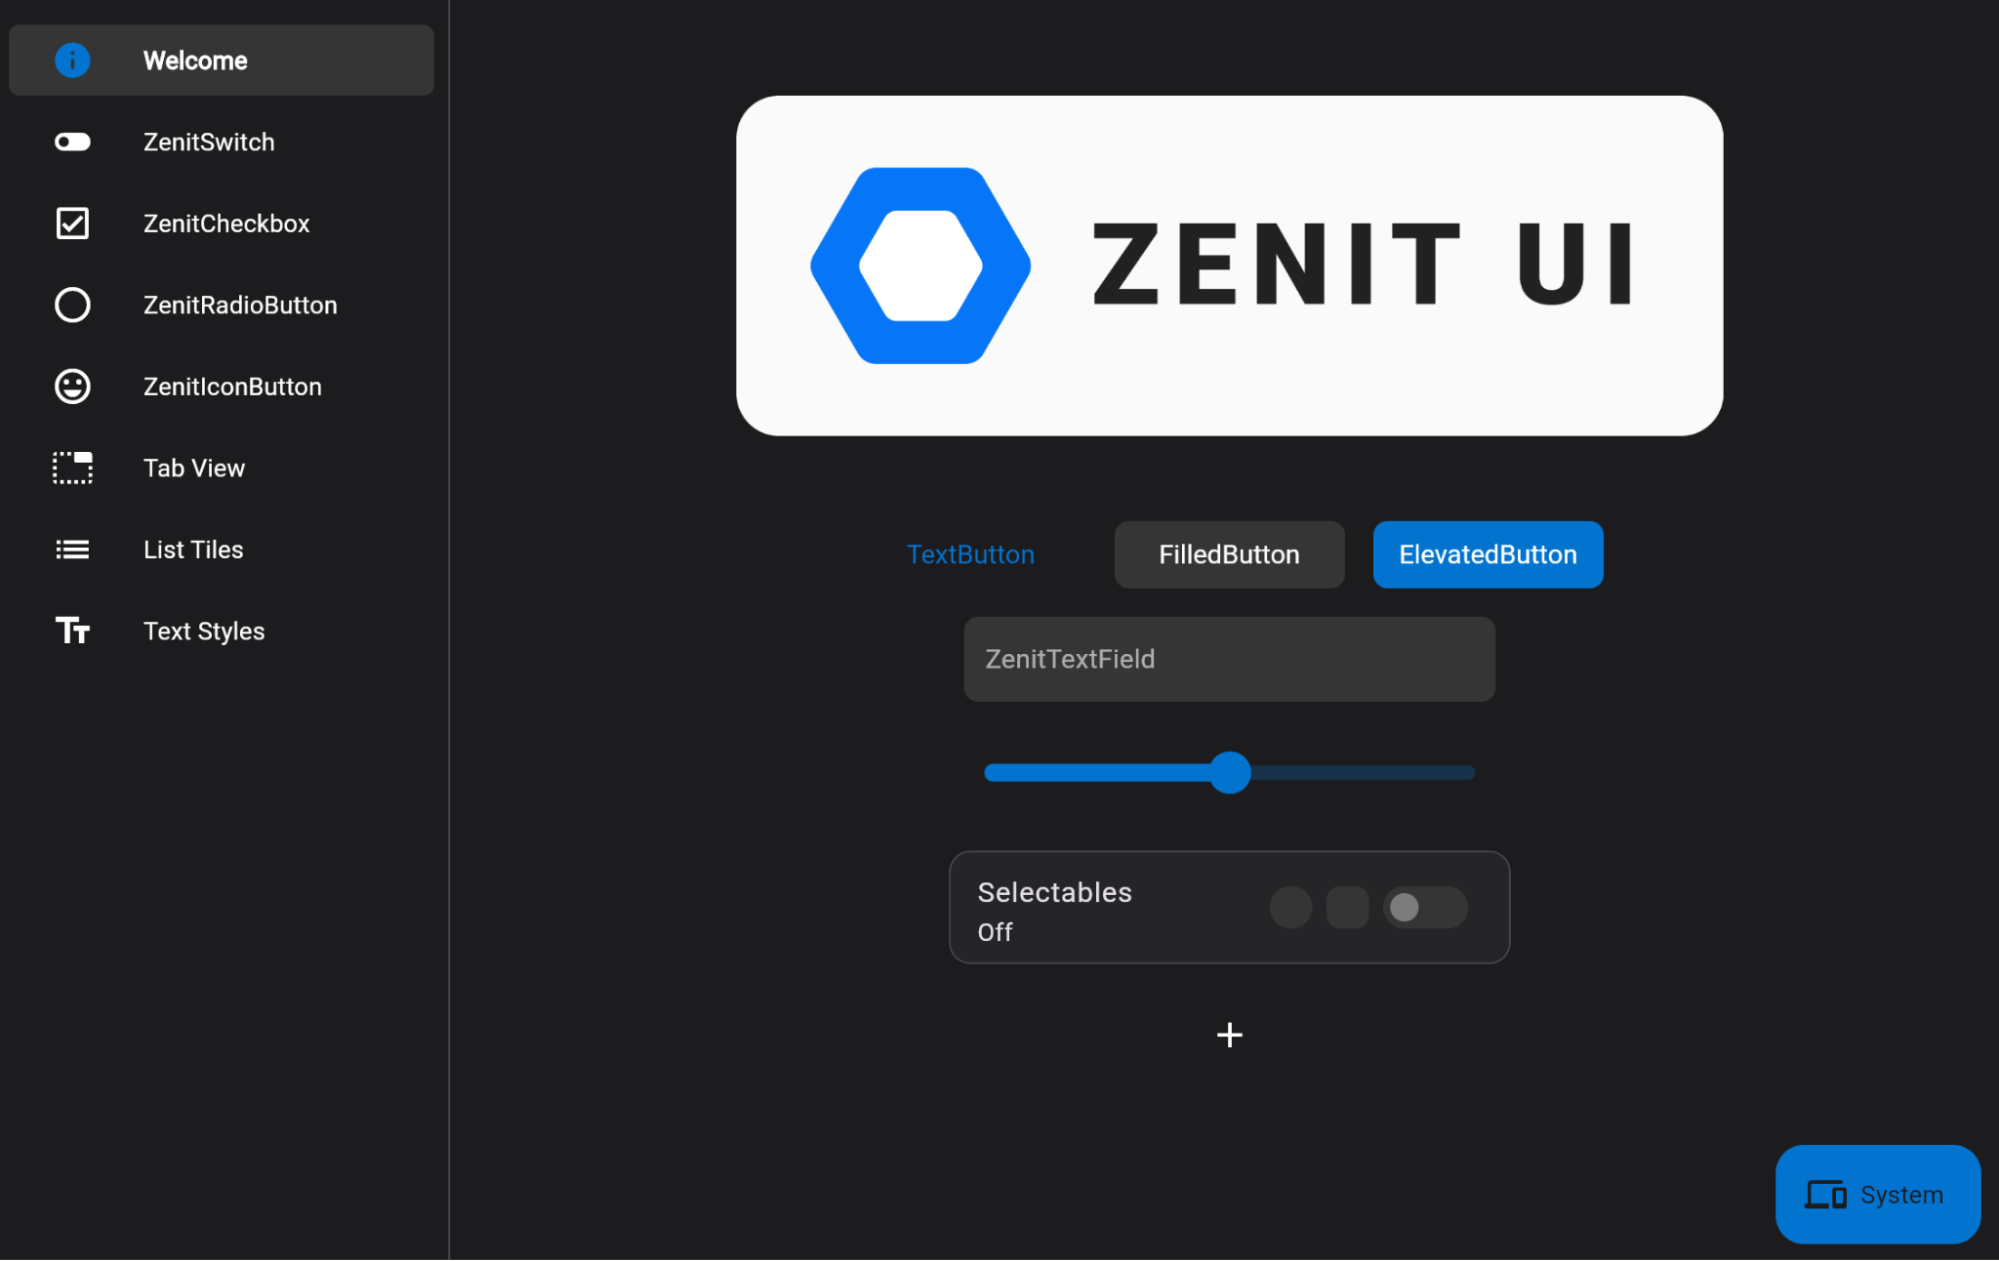 Welcome
ZenitSwitch
ZenitCheckbox
ZenitRadioButton
ZenitIconButton
Tab View
List Tiles
Text Styles
ZENIT UI
TextButton
FilledButton
ElevatedButton
ZenitTextField
Selectables
Off
System